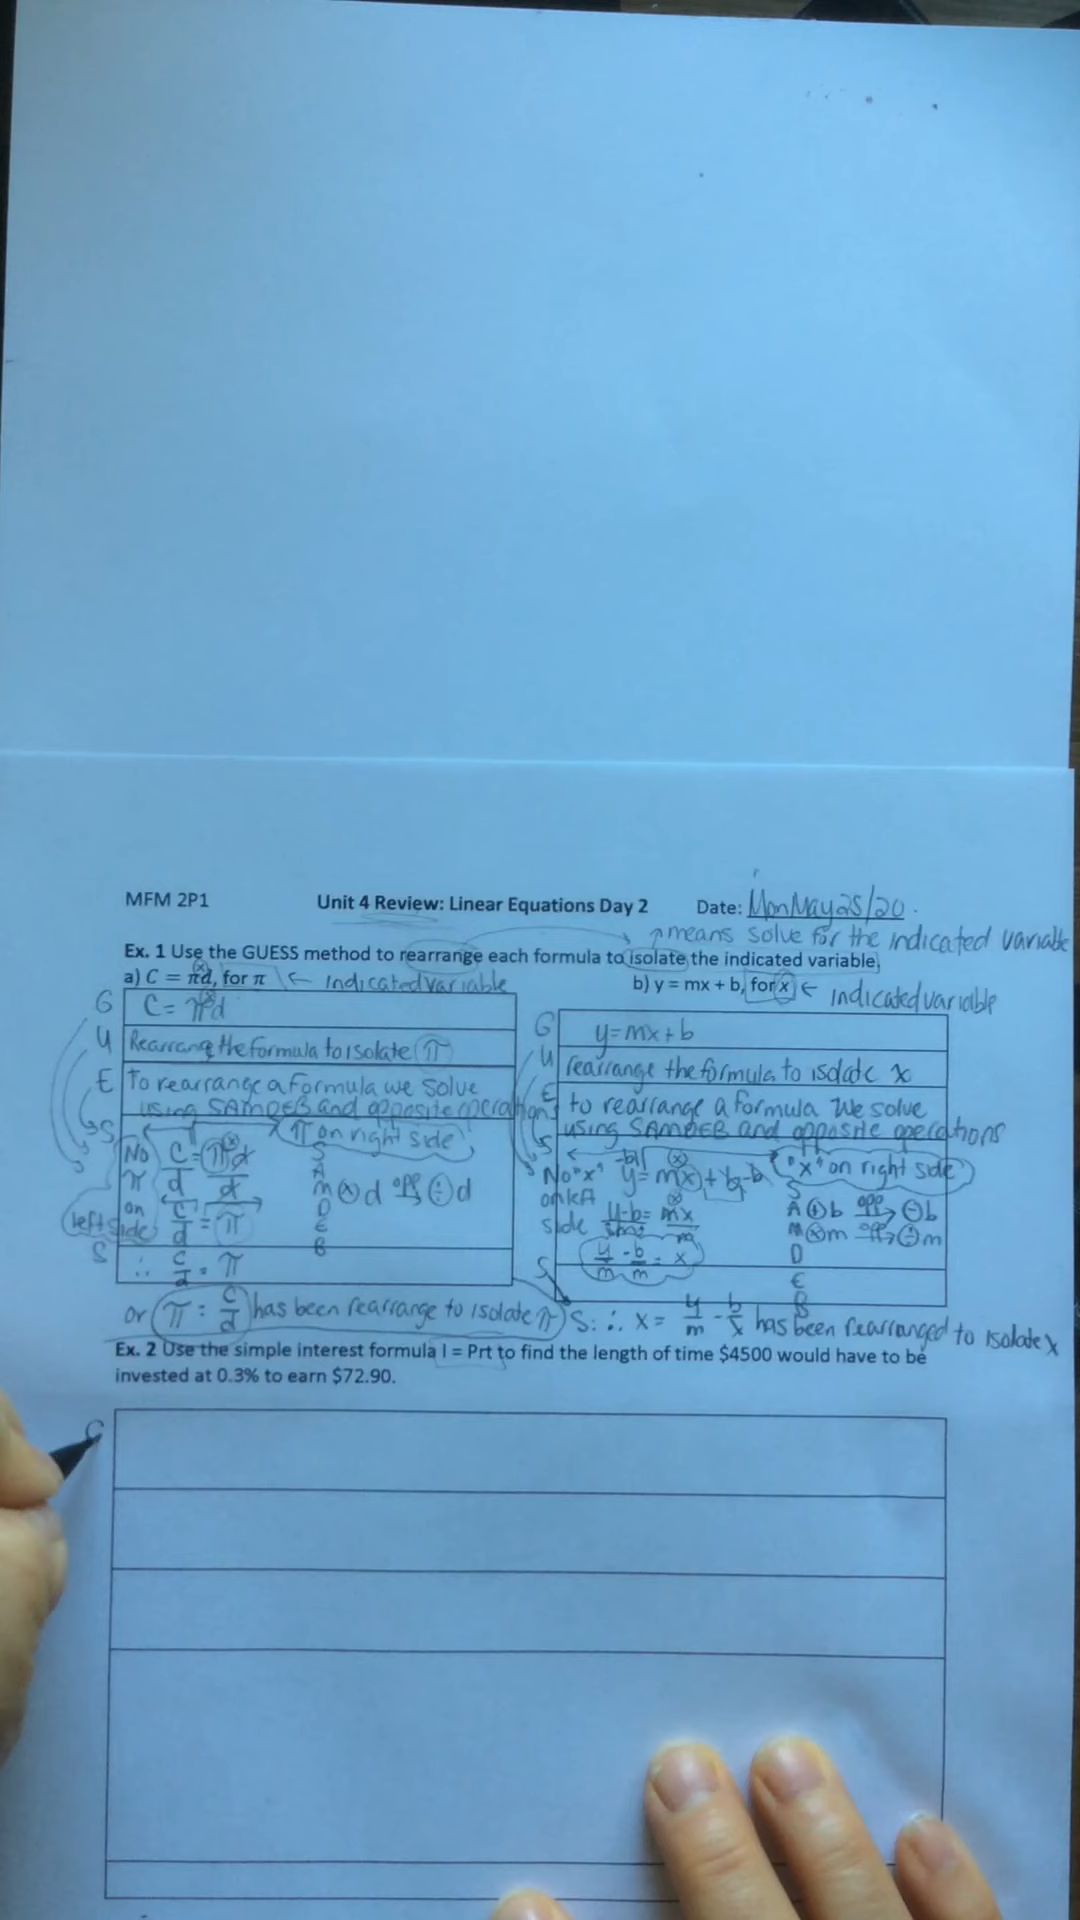 MFM 2P1 Unit 4 Review: Linear Equations Day 2 Date: Mon May 25/20.
↑ means solve for the indicated variable
Ex. 1 Use the GUESS method to rearrange each formula to isolate the indicated variable.
a) C = πd, for π ← Indicated variable
G C = πd
U Rearrange the formula to isolate π
E To rearrange a formula we solve
using SAMDEB and opposite operations
S π on right side
No C = πd S
π d d A
on M ⊗ d opp ÷ d
left side C/d = π D
E
B
S ∴ C/d = π
or π = C/d has been rearrange to isolate π
b) y = mx + b, for x ← indicated variable
G y = mx + b
U rearrange the formula to isolate x
E to rearrange a formula we solve
using SAMDEB and opposite operations
S -b "x" on right side
No "x" y = mx + b - b S
on left A ⊕ b opp → ⊖ b
side y - b = mx M ⊗ m opp → ÷ m
m D
y/m - b/m = x
S E
B
S: ∴ x = y/m - b/x has been rearranged to isolate x
Ex. 2 Use the simple interest formula I = Prt to find the length of time $4500 would have to be
invested at 0.3% to earn $72.90.